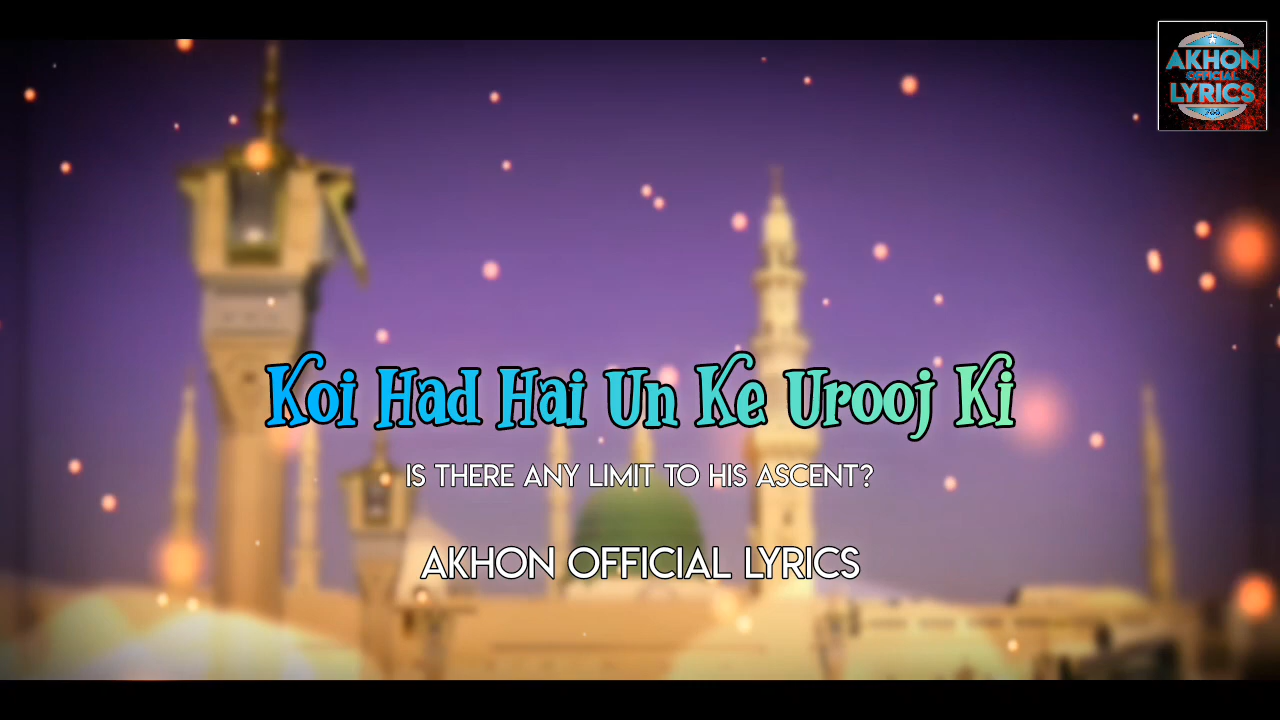 AKHON
OFFICIAL
LYRICS
786
Koi Had Hai Un Ke Urooj Ki
IS THERE ANY LIMIT TO HIS ASCENT?
AKHON OFFICIAL LYRICS